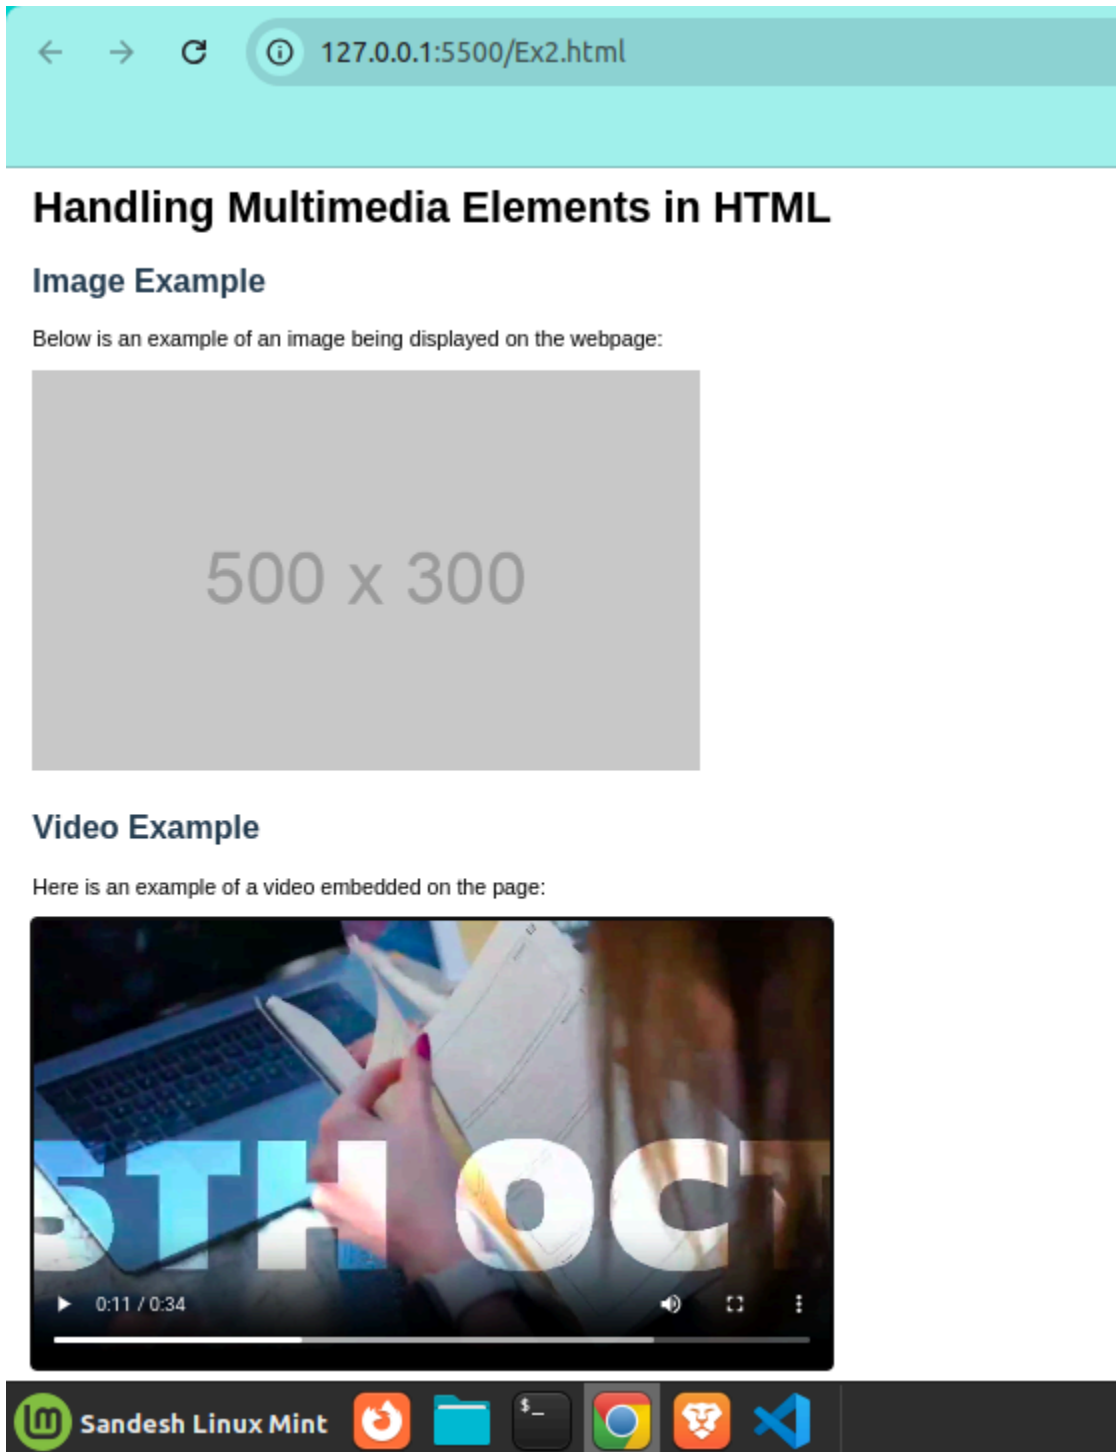 127.0.0.1:5500/Ex2.html
Handling Multimedia Elements in HTML
Image Example
Below is an example of an image being displayed on the webpage:
500 x 300
Video Example
Here is an example of a video embedded on the page:
5TH OCT
0:11 / 0:34
$_
Sandesh Linux Mint